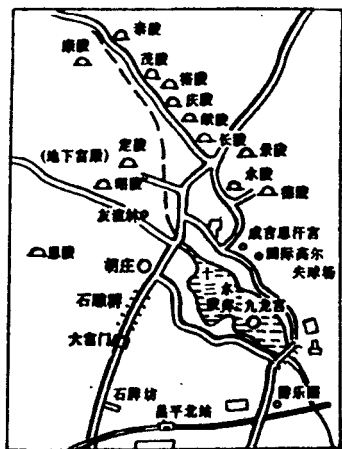 泰陵
康陵
茂陵
裕陵
庆陵
献陵
长陵
景陵
定陵
(地下宫殿)
昭陵
永陵
德陵
友谊林
成吉思汗宫
国际高尔
夫球场
思陵
胡庄
十三水
库
九龙宫
石雕群
大宫门
石牌坊
昌平北站
游乐园